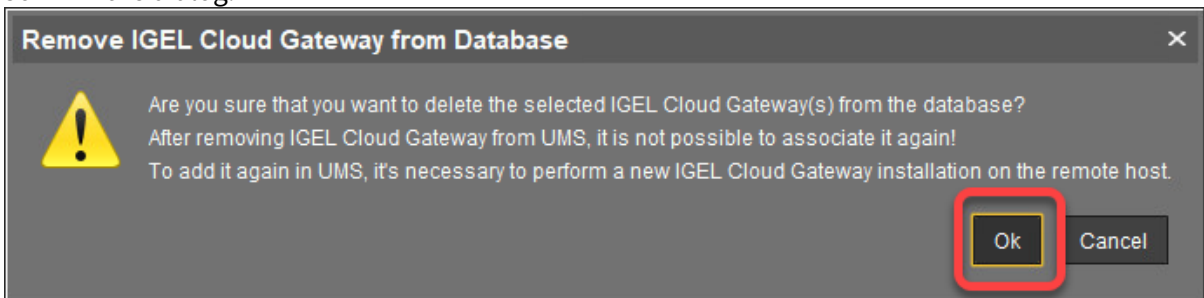 Remove IGEL Cloud Gateway from Database
Are you sure that you want to delete the selected IGEL Cloud Gateway(s) from the database?
After removing IGEL Cloud Gateway from UMS, it is not possible to associate it again!
To add it again in UMS, it's necessary to perform a new IGEL Cloud Gateway installation on the remote host.
Ok Cancel